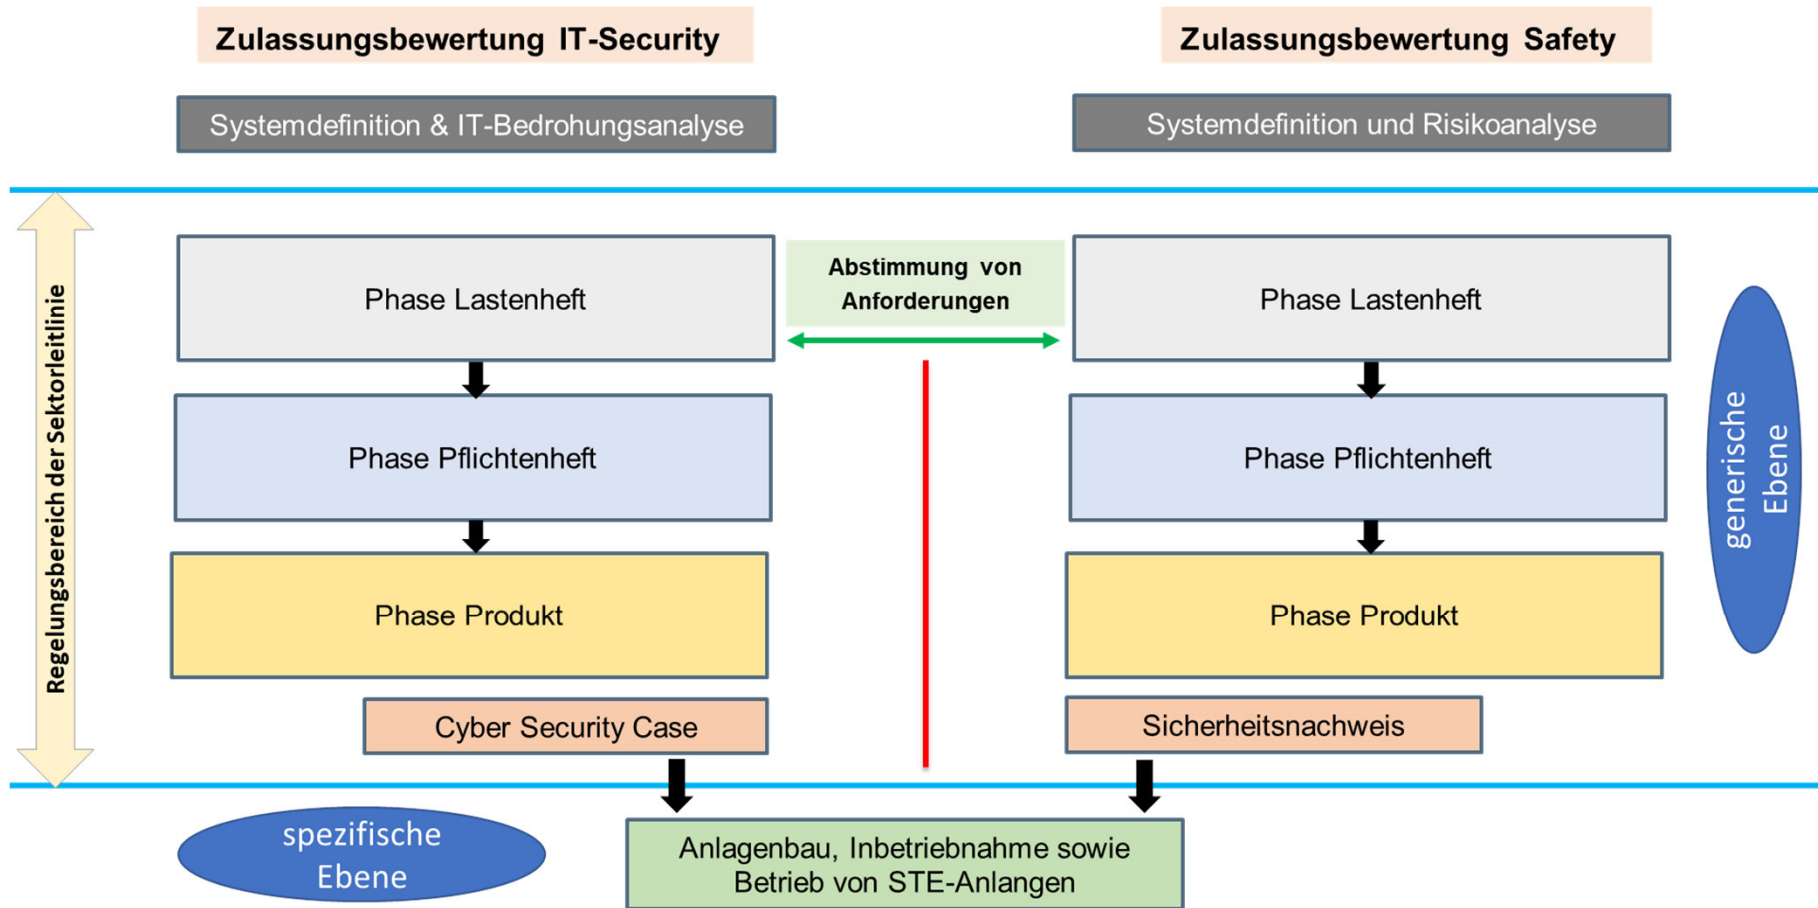 Zulassungsbewertung IT-Security
Zulassungsbewertung Safety
Systemdefinition & IT-Bedrohungsanalyse
Systemdefinition und Risikoanalyse
Regelungsbereich der Sektorleitlinie
Phase Lastenheft
Abstimmung von
Anforderungen
Phase Lastenheft
Phase Pflichtenheft
Phase Pflichtenheft
generische
Ebene
Phase Produkt
Phase Produkt
Cyber Security Case
Sicherheitsnachweis
spezifische
Ebene
Anlagenbau, Inbetriebnahme sowie
Betrieb von STE-Anlangen